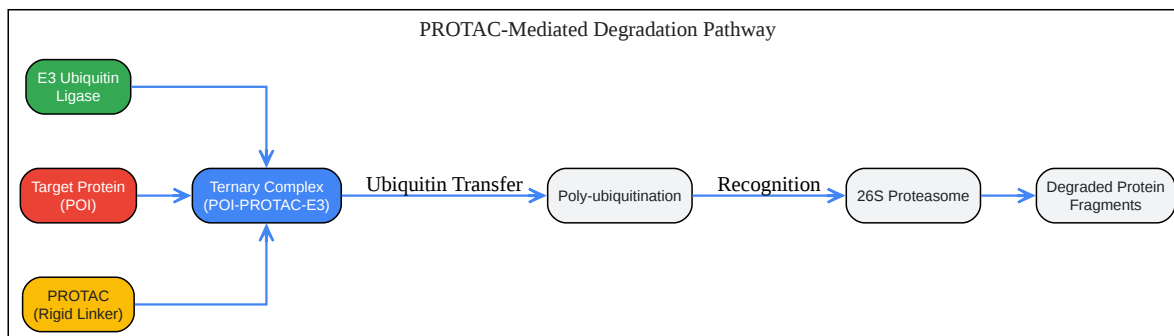 PROTAC-Mediated Degradation Pathway
E3 Ubiquitin
Ligase
Target Protein
(POI)
PROTAC
(Rigid Linker)
Ternary Complex
(POI-PROTAC-E3)
Ubiquitin Transfer
Poly-ubiquitination
Recognition
26S Proteasome
Degraded Protein
Fragments